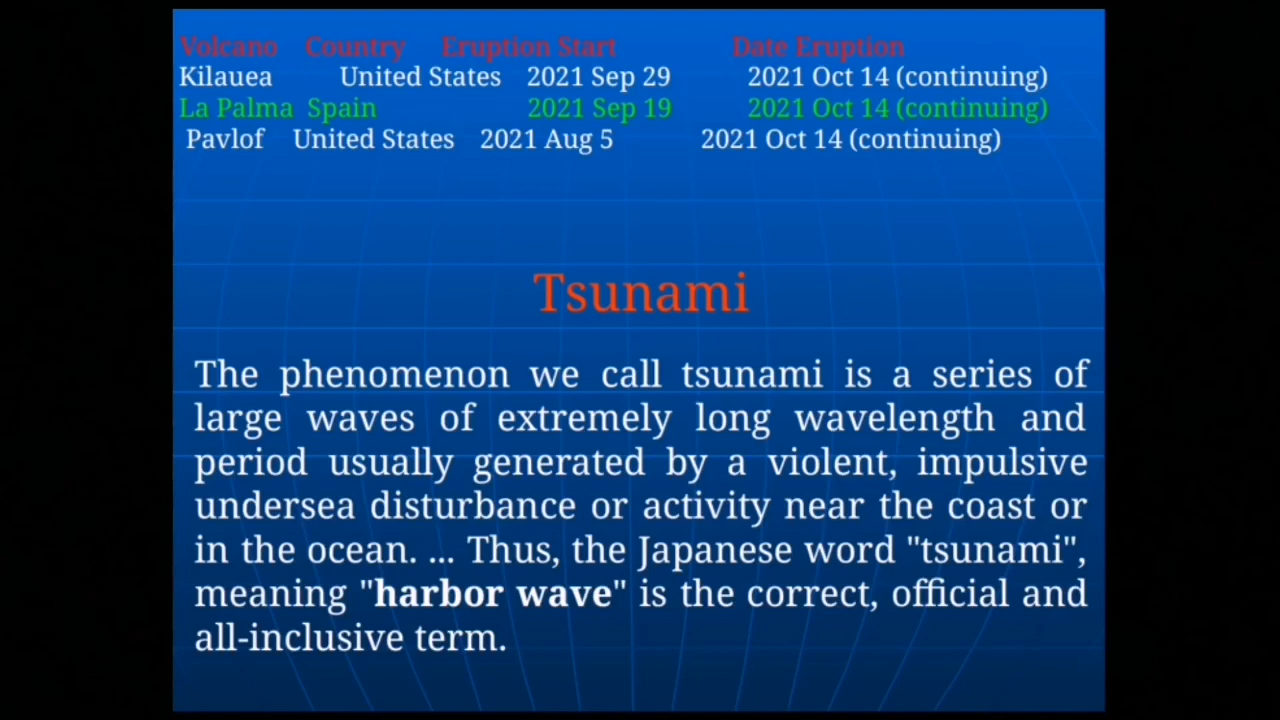 Volcano Country Eruption Start Date Eruption
Kilauea United States 2021 Sep 29 2021 Oct 14 (continuing)
La Palma Spain 2021 Sep 19 2021 Oct 14 (continuing)
Pavlof United States 2021 Aug 5 2021 Oct 14 (continuing)
Tsunami
The phenomenon we call tsunami is a series of
large waves of extremely long wavelength and
period usually generated by a violent, impulsive
undersea disturbance or activity near the coast or
in the ocean. ... Thus, the Japanese word "tsunami",
meaning "harbor wave" is the correct, official and
all-inclusive term.